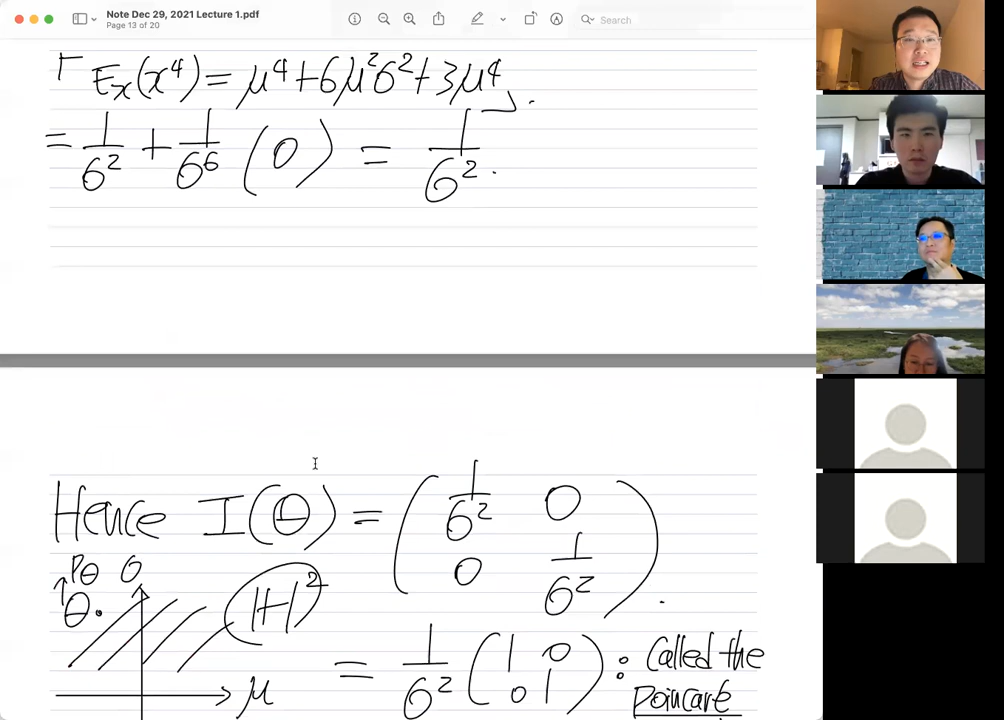 Note Dec 29, 2021 Lecture 1.pdf
Page 13 of 20
Search
Eₓ(x⁴) = μ⁴ + 6μ²σ² + 3μ⁴.
= 1/σ² + 1/σ⁶ (0) = 1/σ².
Hence I(θ) = ( 1/σ² 0
0 1/σ² ).
↑ Pθ σ
θ. (H)²
= 1/σ² ( 1 0
0 1 ) : called the
μ Poincaré